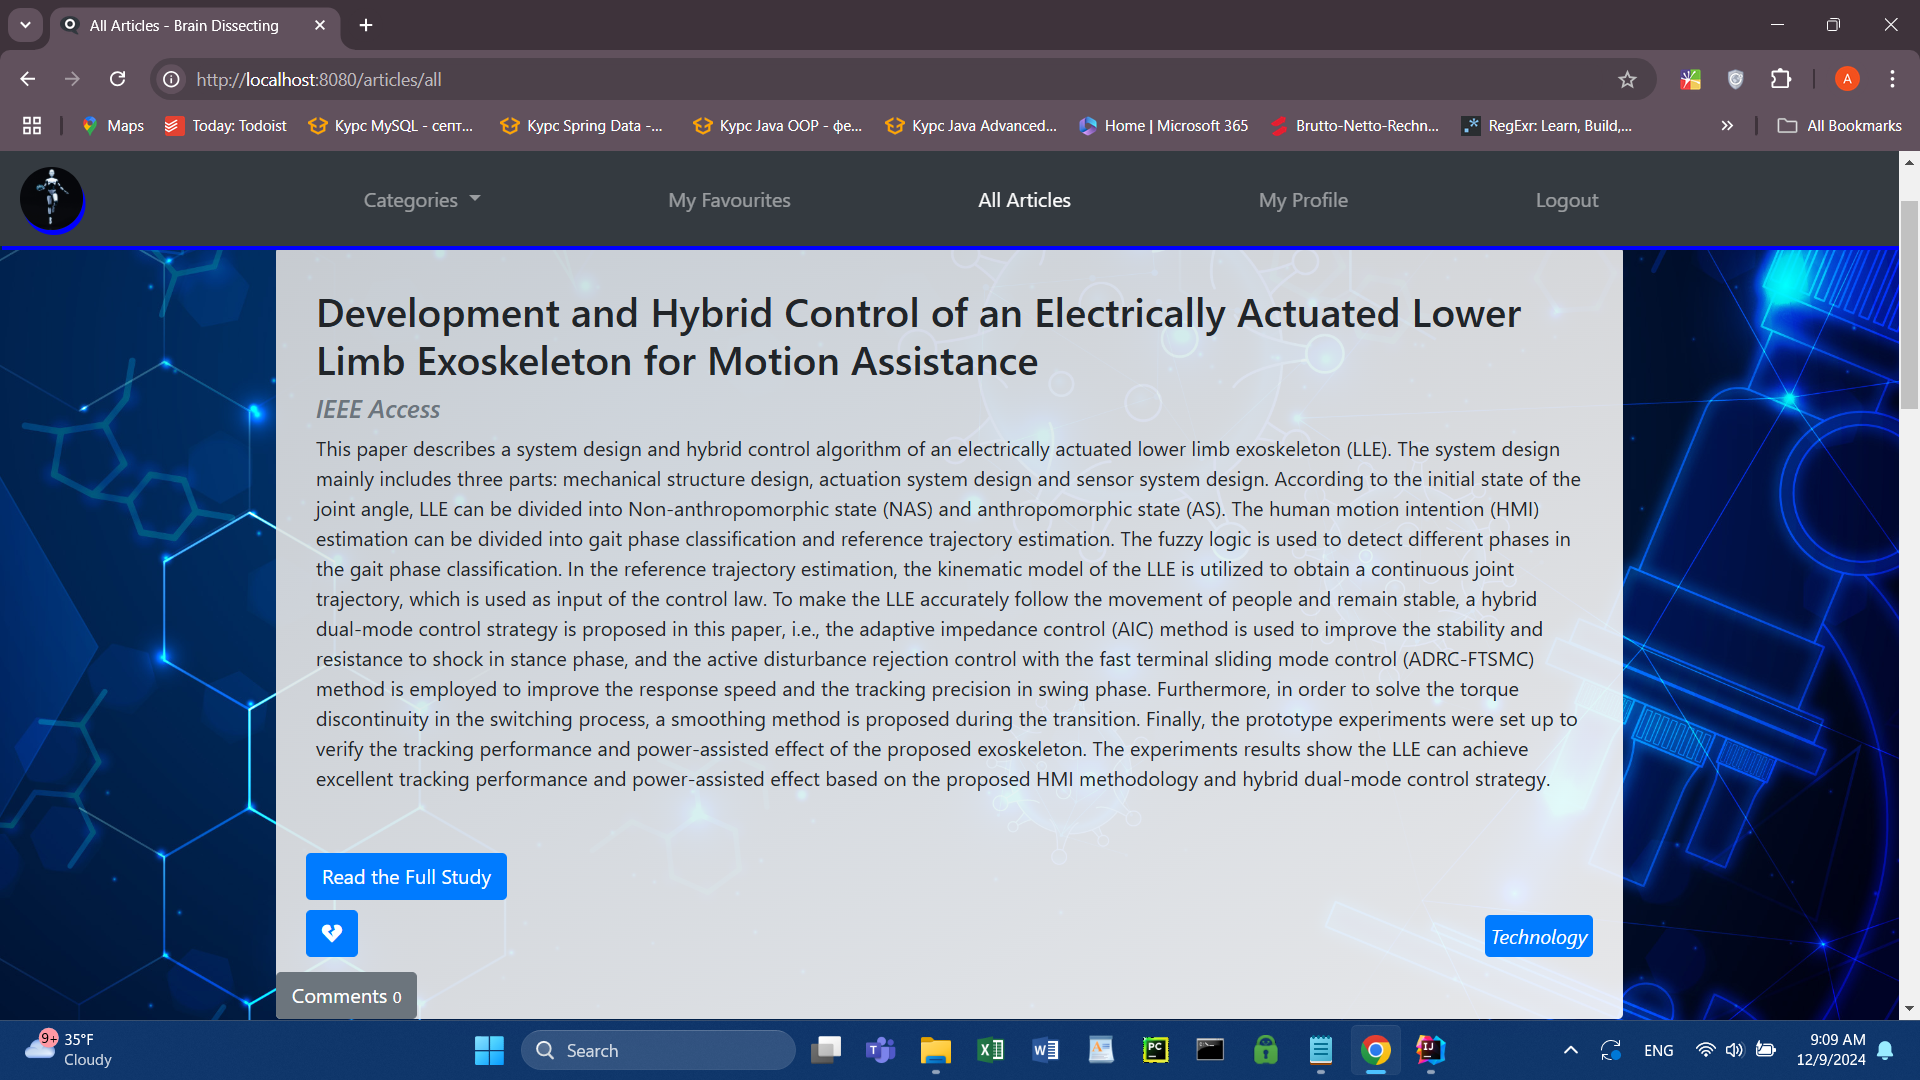 All Articles - Brain Dissecting
http://localhost:8080/articles/all
A
Maps
Today: Todoist
Курс MySQL - септ...
Курс Spring Data -...
Курс Java OOP - фе...
Курс Java Advanced...
Home | Microsoft 365
Brutto-Netto-Rechn...
RegExr: Learn, Build,...
All Bookmarks
Categories
My Favourites
All Articles
My Profile
Logout
Development and Hybrid Control of an Electrically Actuated Lower
Limb Exoskeleton for Motion Assistance
IEEE Access
This paper describes a system design and hybrid control algorithm of an electrically actuated lower limb exoskeleton (LLE). The system design
mainly includes three parts: mechanical structure design, actuation system design and sensor system design. According to the initial state of the
joint angle, LLE can be divided into Non-anthropomorphic state (NAS) and anthropomorphic state (AS). The human motion intention (HMI)
estimation can be divided into gait phase classification and reference trajectory estimation. The fuzzy logic is used to detect different phases in
the gait phase classification. In the reference trajectory estimation, the kinematic model of the LLE is utilized to obtain a continuous joint
trajectory, which is used as input of the control law. To make the LLE accurately follow the movement of people and remain stable, a hybrid
dual-mode control strategy is proposed in this paper, i.e., the adaptive impedance control (AIC) method is used to improve the stability and
resistance to shock in stance phase, and the active disturbance rejection control with the fast terminal sliding mode control (ADRC-FTSMC)
method is employed to improve the response speed and the tracking precision in swing phase. Furthermore, in order to solve the torque
discontinuity in the switching process, a smoothing method is proposed during the transition. Finally, the prototype experiments were set up to
verify the tracking performance and power-assisted effect of the proposed exoskeleton. The experiments results show the LLE can achieve
excellent tracking performance and power-assisted effect based on the proposed HMI methodology and hybrid dual-mode control strategy.
Read the Full Study
Technology
Comments 0
9+
35°F
Cloudy
Search
PC
IJ
ENG
9:09 AM
12/9/2024